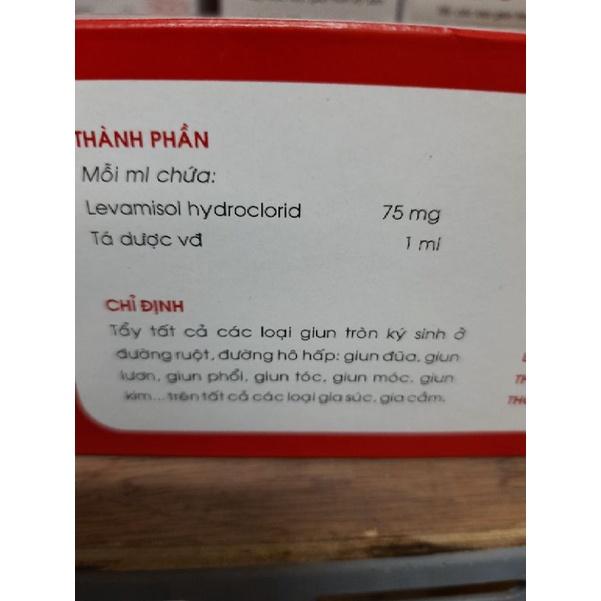 THÀNH PHẦN
Mỗi ml chứa:
Levamisol hydroclorid 75 mg
Tá dược vđ 1 ml
CHỈ ĐỊNH
Tẩy tất cả các loại giun tròn ký sinh ở
đường ruột, đường hô hấp: giun đũa, giun
lươn, giun phổi, giun tóc, giun móc, giun
kim... trên tất cả các loại gia súc, gia cầm.